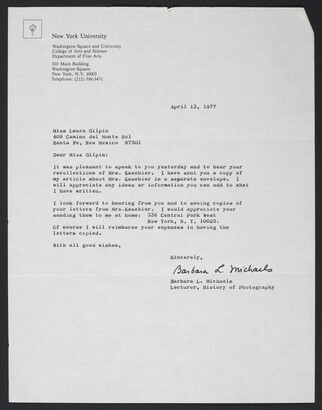 New York University
Washington Square and University
College of Arts and Science
Department of Fine Arts
303 Main Building
Washington Square
New York, N.Y. 10003
Telephone: (212) 598-3471
April 13, 1977
Miss Laura Gilpin
409 Camino del Monte Sol
Santa Fe, New Mexico 87501
Dear Miss Gilpin:
It was pleasant to speak to you yesterday and to hear your
recollections of Mrs. Kasebier. I have sent you a copy of
my article about Mrs. Kasebier in a separate envelope. I
will appreciate any ideas or information you can add to what
I have written.
I look forward to hearing from you and to seeing copies of
your letters from Mrs.Kasebier. I would appreciate your
sending them to me at home: 336 Central Park West
New York, N. Y. 10025.
Of course I will reimburse your expenses in having the
letters copied.
With all good wishes,
Sincerely,
Barbara L Michaels
Barbara L. Michaels
Lecturer, History of Photography